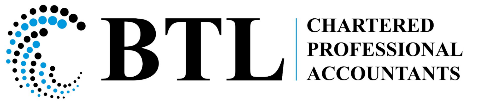 BTL
CHARTERED
PROFESSIONAL
ACCOUNTANTS